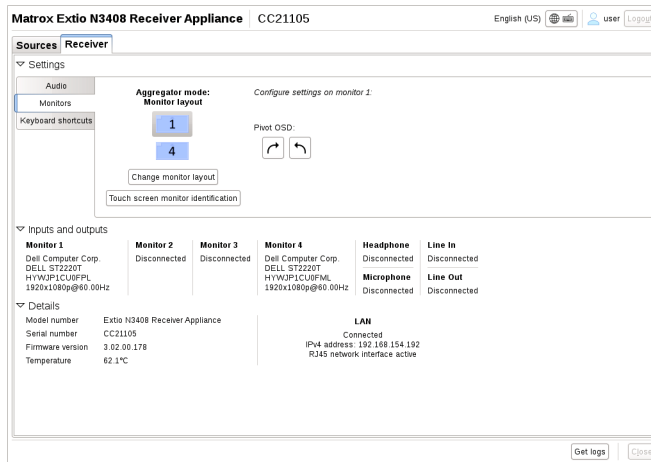 Matrox Extio N3408 Receiver Appliance CC21105 English (US) user Logout
Sources Receiver
Settings
Audio
Monitors
Keyboard shortcuts
Aggregator mode:
Monitor layout
1
4
Change monitor layout
Touch screen monitor identification
Configure settings on monitor 1:
Pivot OSD:
Inputs and outputs
Monitor 1
Dell Computer Corp.
DELL ST2220T
HYWJP1CU0FPL
1920x1080p@60.00Hz
Monitor 2
Disconnected
Monitor 3
Disconnected
Monitor 4
Dell Computer Corp.
DELL ST2220T
HYWJP1CU0FML
1920x1080p@60.00Hz
Headphone
Disconnected
Microphone
Disconnected
Line In
Disconnected
Line Out
Disconnected
Details
Model number Extio N3408 Receiver Appliance
Serial number CC21105
Firmware version 3.02.00.178
Temperature 62.1°C
LAN
Connected
IPv4 address: 192.168.154.192
RJ45 network interface active
Get logs Close